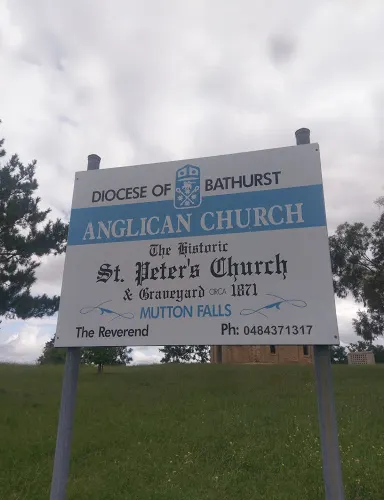 DIOCESE OF BATHURST
ANGLICAN CHURCH
The Historic
St. Peter's Church
& Graveyard CIRCA 1871
MUTTON FALLS
The Reverend Ph: 0484371317